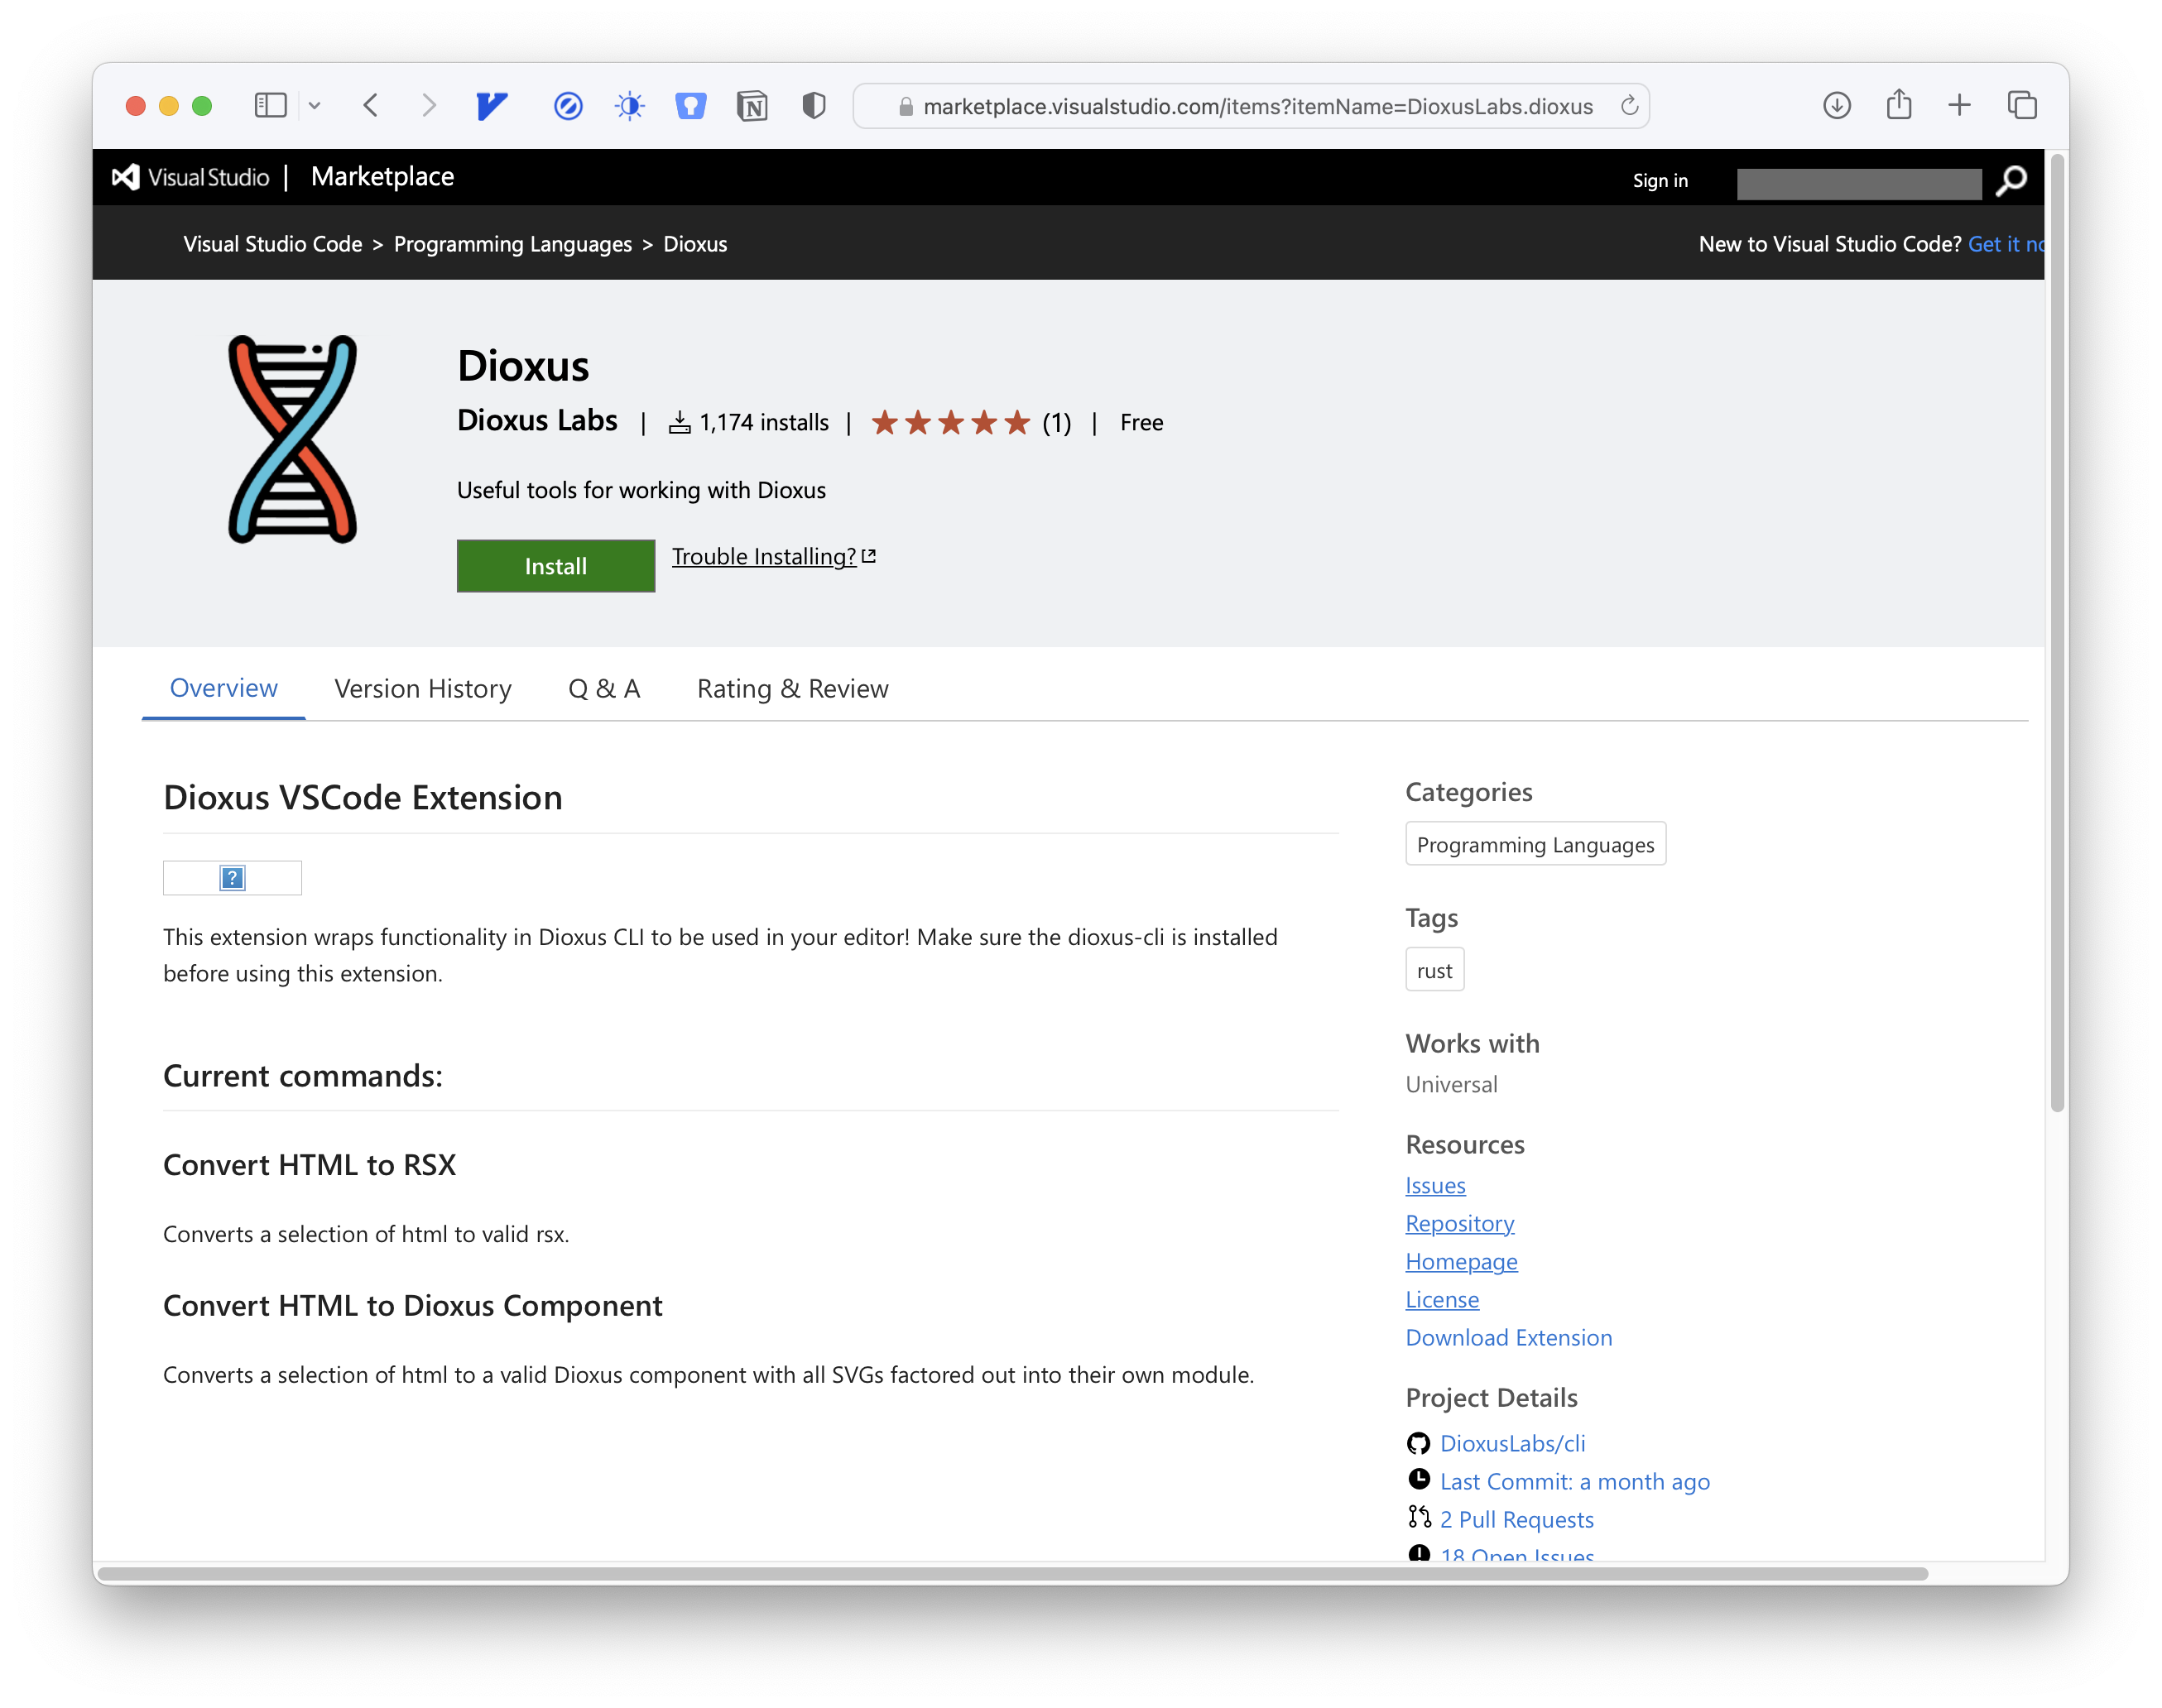 marketplace.visualstudio.com/items?itemName=DioxusLabs.dioxus
Visual Studio | Marketplace
Sign in
Visual Studio Code > Programming Languages > Dioxus
New to Visual Studio Code? Get it
Dioxus
Dioxus Labs | 1,174 installs | (1) | Free
Useful tools for working with Dioxus
Install
Trouble Installing?
Overview
Version History
Q & A
Rating & Review
Dioxus VSCode Extension
?
This extension wraps functionality in Dioxus CLI to be used in your editor! Make sure the dioxus-cli is installed
before using this extension.
Current commands:
Convert HTML to RSX
Converts a selection of html to valid rsx.
Convert HTML to Dioxus Component
Converts a selection of html to a valid Dioxus component with all SVGs factored out into their own module.
Categories
Programming Languages
Tags
rust
Works with
Universal
Resources
Issues
Repository
Homepage
License
Download Extension
Project Details
DioxusLabs/cli
Last Commit: a month ago
2 Pull Requests
18 Open Issues